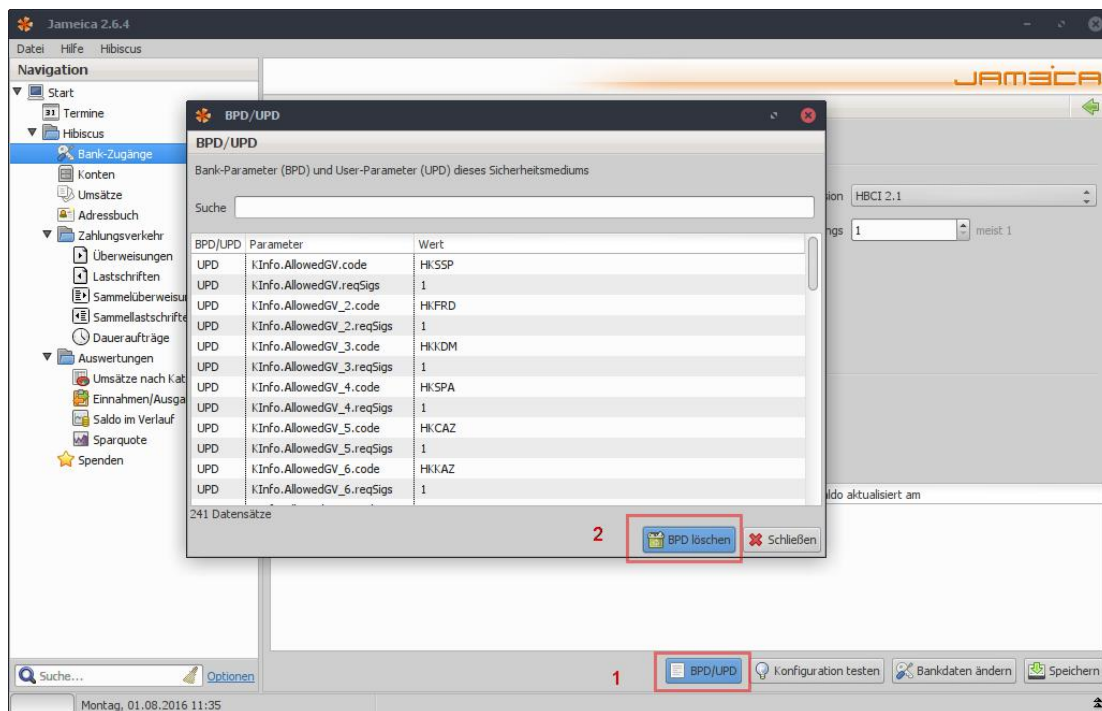 Jameica 2.6.4
Datei Hilfe Hibiscus
Navigation
JAMEICA
Start
31 Termine
Hibiscus
Bank-Zugänge
Konten
Umsätze
Adressbuch
Zahlungsverkehr
Überweisungen
Lastschriften
Sammelüberweisu
Sammellastschrifte
Daueraufträge
Auswertungen
Umsätze nach Kat
Einnahmen/Ausga
Saldo im Verlauf
Sparquote
Spenden
BPD/UPD
BPD/UPD
Bank-Parameter (BPD) und User-Parameter (UPD) dieses Sicherheitsmediums
Suche
BPD/UPD Parameter Wert
UPD KInfo.AllowedGV.code HKSSP
UPD KInfo.AllowedGV.reqSigs 1
UPD KInfo.AllowedGV_2.code HKFRD
UPD KInfo.AllowedGV_2.reqSigs 1
UPD KInfo.AllowedGV_3.code HKKDM
UPD KInfo.AllowedGV_3.reqSigs 1
UPD KInfo.AllowedGV_4.code HKSPA
UPD KInfo.AllowedGV_4.reqSigs 1
UPD KInfo.AllowedGV_5.code HKCAZ
UPD KInfo.AllowedGV_5.reqSigs 1
UPD KInfo.AllowedGV_6.code HKKAZ
UPD KInfo.AllowedGV_6.reqSigs 1
241 Datensätze
2 BPD löschen Schließen
sion HBCI 2.1
ngs 1 meist 1
aldo aktualisiert am
1 BPD/UPD Konfiguration testen Bankdaten ändern Speichern
Suche... Optionen
Montag, 01.08.2016 11:35